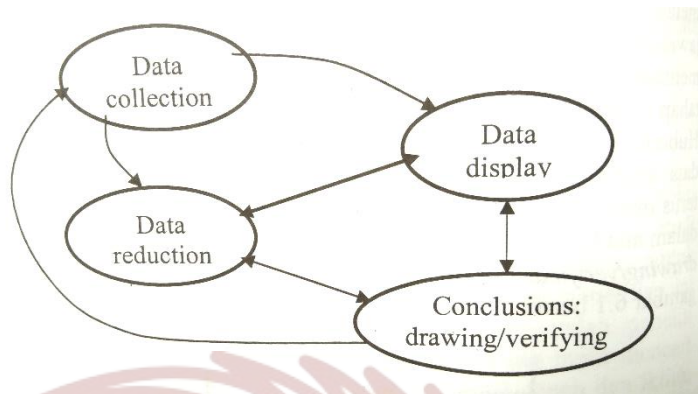 Data
collection
Data
display
Data
reduction
Conclusions:
drawing/verifying